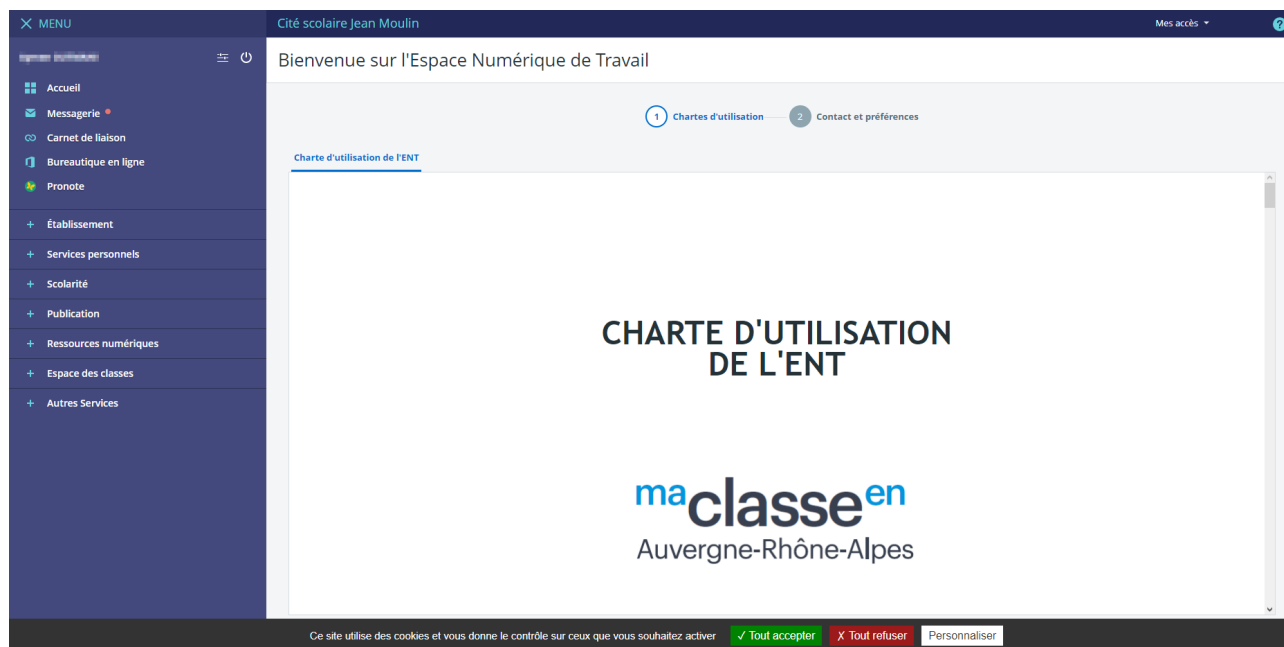 MENU
Cité scolaire Jean Moulin
Mes accès
?
Bienvenue sur l'Espace Numérique de Travail
Accueil
Messagerie
Carnet de liaison
Bureautique en ligne
Pronote
+ Établissement
+ Services personnels
+ Scolarité
+ Publication
+ Ressources numériques
+ Espace des classes
+ Autres Services
1 Chartes d'utilisation
2 Contact et préférences
Charte d'utilisation de l'ENT
CHARTE D'UTILISATION
DE L'ENT
maclasseen
Auvergne-Rhône-Alpes
Ce site utilise des cookies et vous donne le contrôle sur ceux que vous souhaitez activer
✓ Tout accepter
✗ Tout refuser
Personnaliser